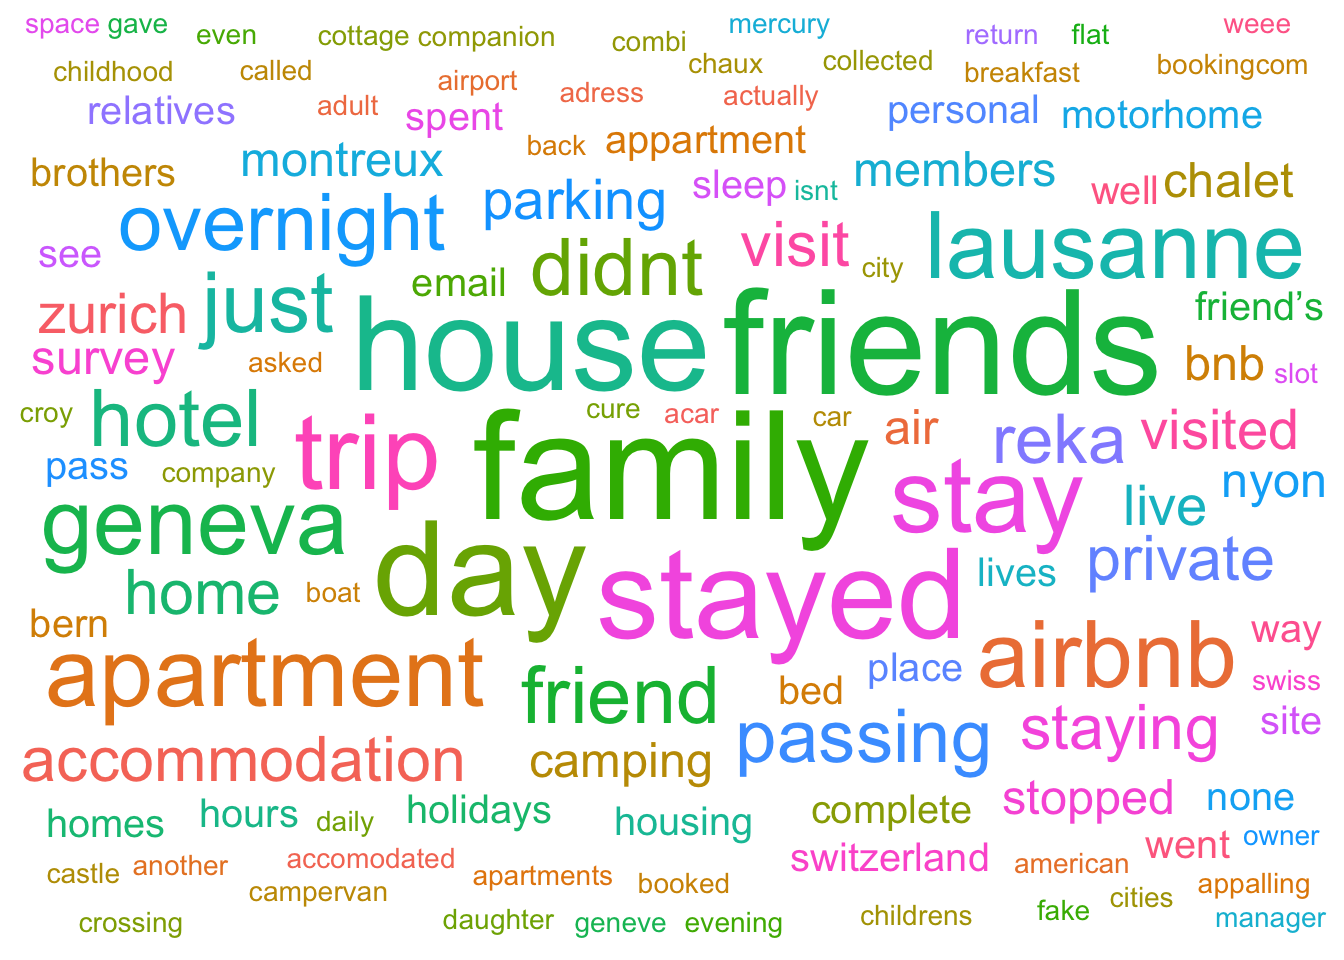 space gave even cottage companion combi mercury return flat weee
childhood called airport adress chaux actually collected breakfast bookingcom
relatives adult spent back appartment personal motorhome
brothers montreux parking sleep isnt members well chalet
see overnight email didnt visit city lausanne
zurich just house friends friend’s
survey asked bnb slot
croy hotel trip cure acar car air reka visited
pass company family stay live nyon
geneva day stayed lives private
home boat
bern apartment friend bed place airbnb way
swiss
accommodation camping passing staying site
homes hours daily holidays housing complete stopped none
castle another accomodated switzerland american went owner
campervan apartments booked cities appalling
crossing daughter geneve evening childrens fake manager